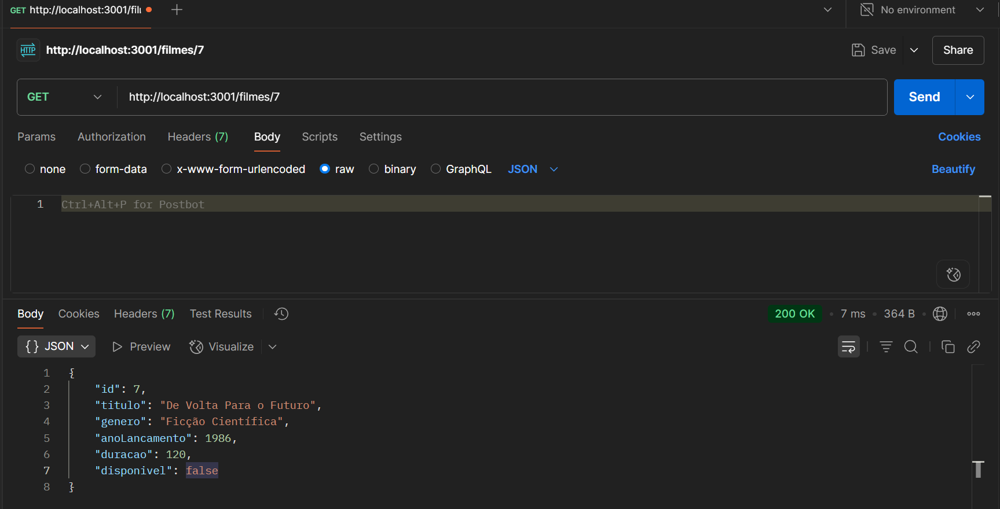 GET http://localhost:3001/fil
No environment
HTTP http://localhost:3001/filmes/7
Save
Share
GET http://localhost:3001/filmes/7
Send
Params Authorization Headers (7) Body Scripts Settings Cookies
none form-data x-www-form-urlencoded raw binary GraphQL JSON Beautify
1 Ctrl+Alt+P for Postbot
Body Cookies Headers (7) Test Results 200 OK 7 ms 364 B
{} JSON Preview Visualize
1 {
2 "id": 7,
3 "titulo": "De Volta Para o Futuro",
4 "genero": "Ficção Científica",
5 "anoLancamento": 1986,
6 "duracao": 120,
7 "disponivel": false
8 }